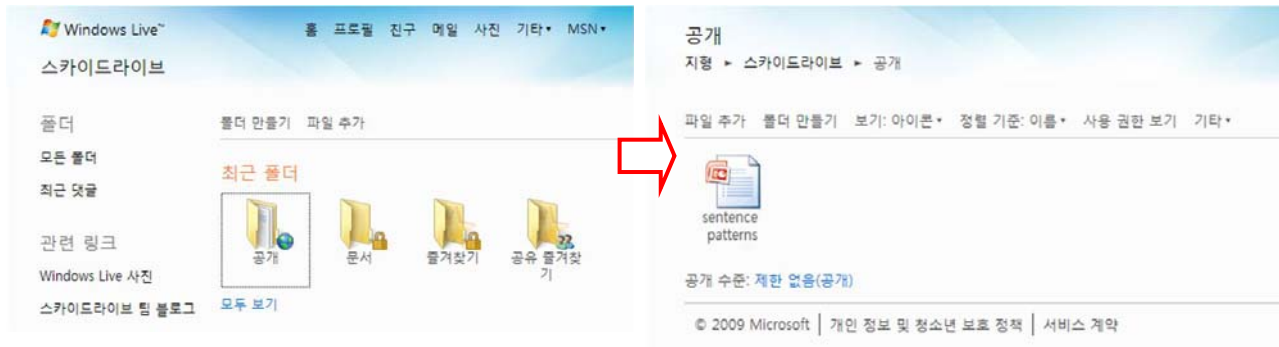 Windows Live™
홈 프로필 친구 메일 사진 기타 MSN
스카이드라이브
폴더
폴더 만들기 파일 추가
모든 폴더
최근 댓글
최근 폴더
공개
문서
즐겨찾기
공유 즐겨찾
기
관련 링크
Windows Live 사진
스카이드라이브 팀 블로그
모두 보기
공개
지형 ► 스카이드라이브 ► 공개
파일 추가 폴더 만들기 보기: 아이콘 정렬 기준: 이름 사용 권한 보기 기타
sentence
patterns
공개 수준: 제한 없음(공개)
© 2009 Microsoft | 개인 정보 및 청소년 보호 정책 | 서비스 계약